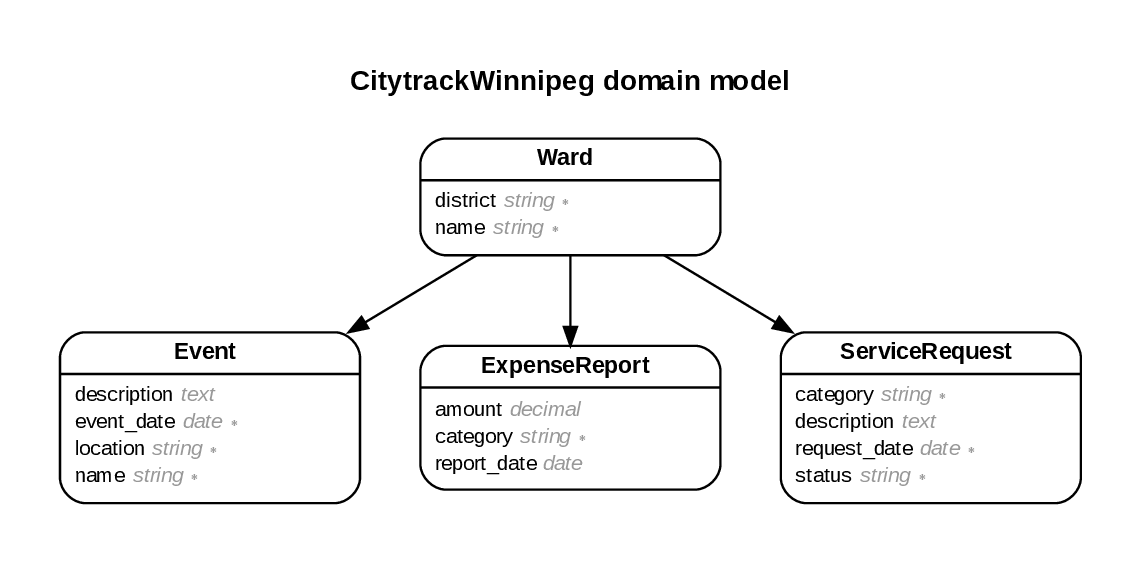 CitytrackWinnipeg domain model
Ward
district string *
name string *
Event
description text
event_date date *
location string *
name string *
ExpenseReport
amount decimal
category string *
report_date date
ServiceRequest
category string *
description text
request_date date *
status string *